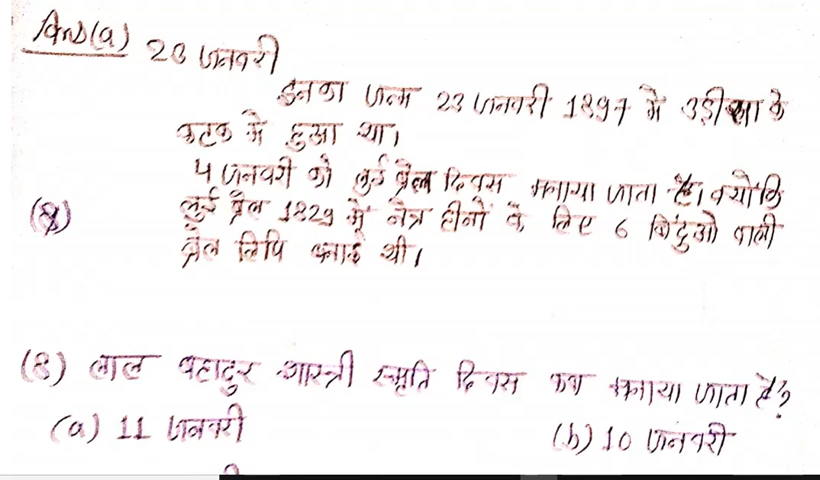 Ans(a) 23 जनवरी
इनका जन्म 23 जनवरी 1897 में उड़ीसा के
कटक में हुआ था।
4 जनवरी को लुई ब्रेल दिवस मनाया जाता है। क्योंकि
(8) लुई ब्रेल 1829 में नेत्र हीनों के लिए 6 बिंदुओ वाली
ब्रेल लिपि बनाई थी।
(8) लाल बहादुर शास्त्री स्मृति दिवस कब मनाया जाता है?
(a) 11 जनवरी (b) 10 जनवरी